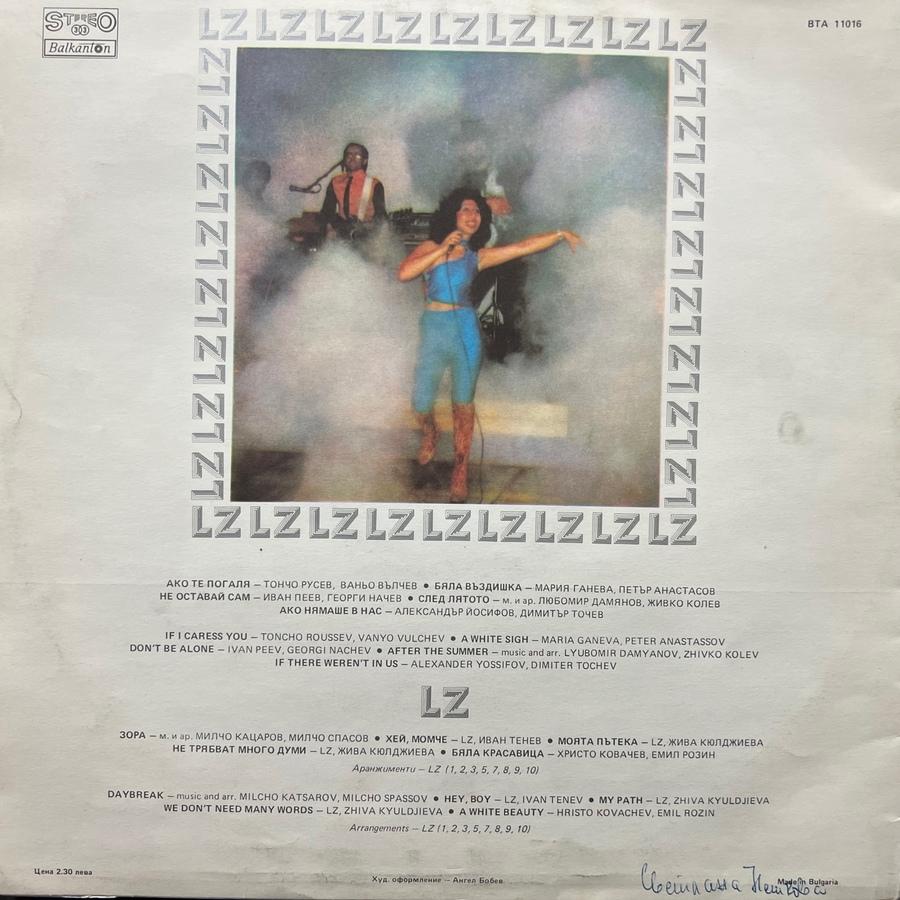 STEREO
33
Balkanton
BTA 11016
LZ LZ LZ LZ LZ LZ LZ LZ LZ
АКО ТЕ ПОГАЛЯ — ТОНЧО РУСЕВ, ВАНЬО ВЪЛЧЕВ ● БЯЛА ВЪЗДИШКА — МАРИЯ ГАНЕВА, ПЕТЪР АНАСТАСОВ
НЕ ОСТАВАЙ САМ — ИВАН ПЕЕВ, ГЕОРГИ НАЧЕВ ● СЛЕД ЛЯТОТО — м. и ар. ЛЮБОМИР ДАМЯНОВ, ЖИВКО КОЛЕВ
АКО НЯМАШЕ В НАС — АЛЕКСАНДЪР ЙОСИФОВ, ДИМИТЪР ТОЧЕВ
IF I CARESS YOU — TONCHO ROUSSEV, VANYO VULCHEV ● A WHITE SIGH — MARIA GANEVA, PETER ANASTASSOV
DON'T BE ALONE — IVAN PEEV, GEORGI NACHEV ● AFTER THE SUMMER — music and arr. LYUBOMIR DAMYANOV, ZHIVKO KOLEV
IF THERE WEREN'T IN US — ALEXANDER YOSSIFOV, DIMITER TOCHEV
LZ
ЗОРА — м. и ар. МИЛЧО КАЦАРОВ, МИЛЧО СПАСОВ ● ХЕЙ, МОМЧЕ — LZ, ИВАН ТЕНЕВ ● МОЯТА ПЪТЕКА — LZ, ЖИВА КЮЛДЖИЕВА
НЕ ТРЯБВАТ МНОГО ДУМИ — LZ, ЖИВА КЮЛДЖИЕВА ● БЯЛА КРАСАВИЦА — ХРИСТО КОВАЧЕВ, ЕМИЛ РОЗИН
Аранжименти — LZ (1, 2, 3, 5, 7, 8, 9, 10)
DAYBREAK — music and arr. MILCHO KATSAROV, MILCHO SPASSOV ● HEY, BOY — LZ, IVAN TENEV ● MY PATH — LZ, ZHIVA KYULDJIEVA
WE DON'T NEED MANY WORDS — LZ, ZHIVA KYULDJIEVA ● A WHITE BEAUTY — HRISTO KOVACHEV, EMIL ROZIN
Arrangements — LZ (1, 2, 3, 5, 7, 8, 9, 10)
Цена 2.30 лева
Худ. оформление — Ангел Бобев
Made in Bulgaria
Светлана